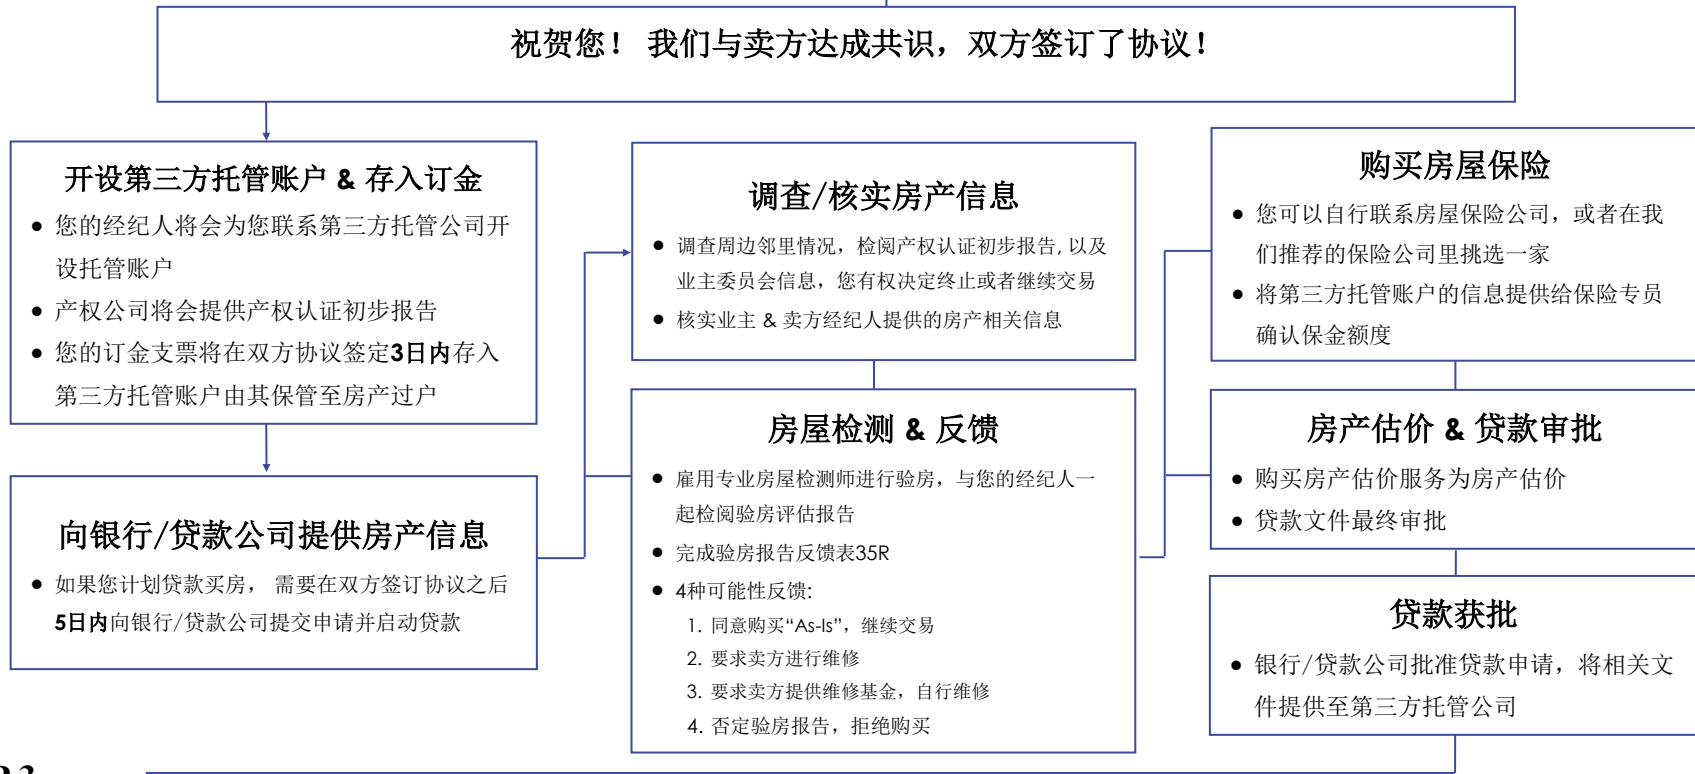 祝贺您！ 我们与卖方达成共识，双方签订了协议！
开设第三方托管账户 & 存入订金
• 您的经纪人将会为您联系第三方托管公司开
设托管账户
• 产权公司将会提供产权认证初步报告
• 您的订金支票将在双方协议签定3日内存入
第三方托管账户由其保管至房产过户
向银行/贷款公司提供房产信息
• 如果您计划贷款买房， 需要在双方签订协议之后
5日内向银行/贷款公司提交申请并启动贷款
调查/核实房产信息
• 调查周边邻里情况，检阅产权认证初步报告, 以及
业主委员会信息，您有权决定终止或者继续交易
• 核实业主 & 卖方经纪人提供的房产相关信息
房屋检测 & 反馈
• 雇用专业房屋检测师进行验房，与您的经纪人一
起检阅验房评估报告
• 完成验房报告反馈表35R
• 4种可能性反馈:
1. 同意购买“As-Is”，继续交易
2. 要求卖方进行维修
3. 要求卖方提供维修基金，自行维修
4. 否定验房报告，拒绝购买
购买房屋保险
• 您可以自行联系房屋保险公司，或者在我
们推荐的保险公司里挑选一家
• 将第三方托管账户的信息提供给保险专员
确认保金额度
房产估价 & 贷款审批
• 购买房产估价服务为房产估价
• 贷款文件最终审批
贷款获批
• 银行/贷款公司批准贷款申请，将相关文
件提供至第三方托管公司